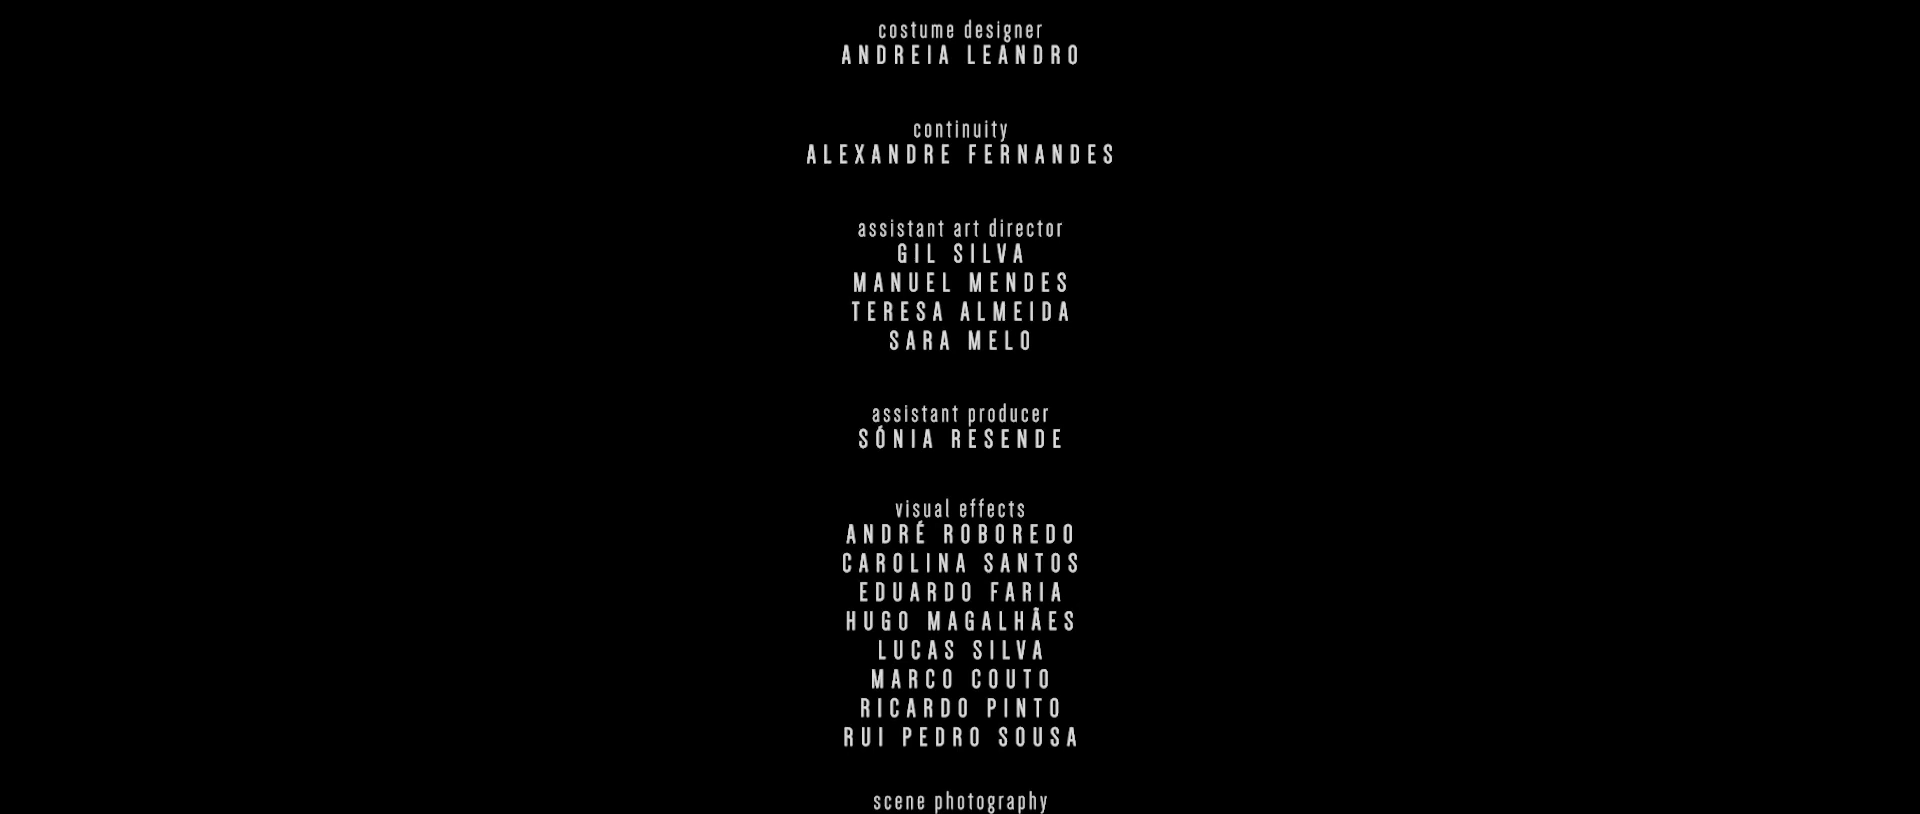 costume designer
ANDREIA LEANDRO
continuity
ALEXANDRE FERNANDES
assistant art director
GIL SILVA
MANUEL MENDES
TERESA ALMEIDA
SARA MELO
assistant producer
SÓNIA RESENDE
visual effects
ANDRÉ ROBOREDO
CAROLINA SANTOS
EDUARDO FARIA
HUGO MAGALHÃES
LUCAS SILVA
MARCO COUTO
RICARDO PINTO
RUI PEDRO SOUSA
scene photography